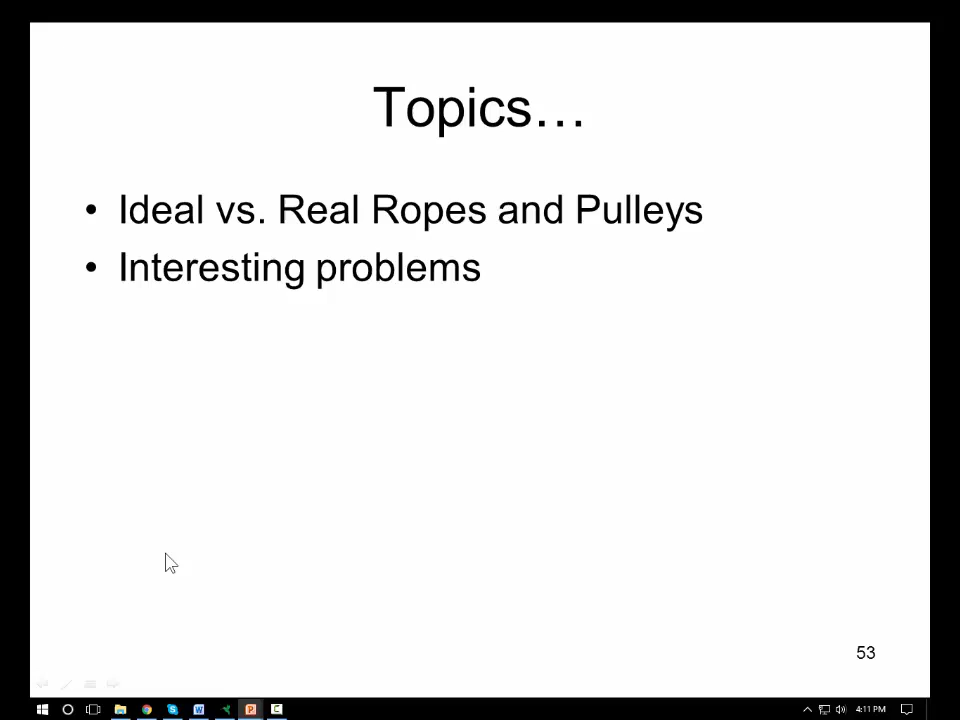 Topics…
• Ideal vs. Real Ropes and Pulleys
• Interesting problems
53
4:11 PM